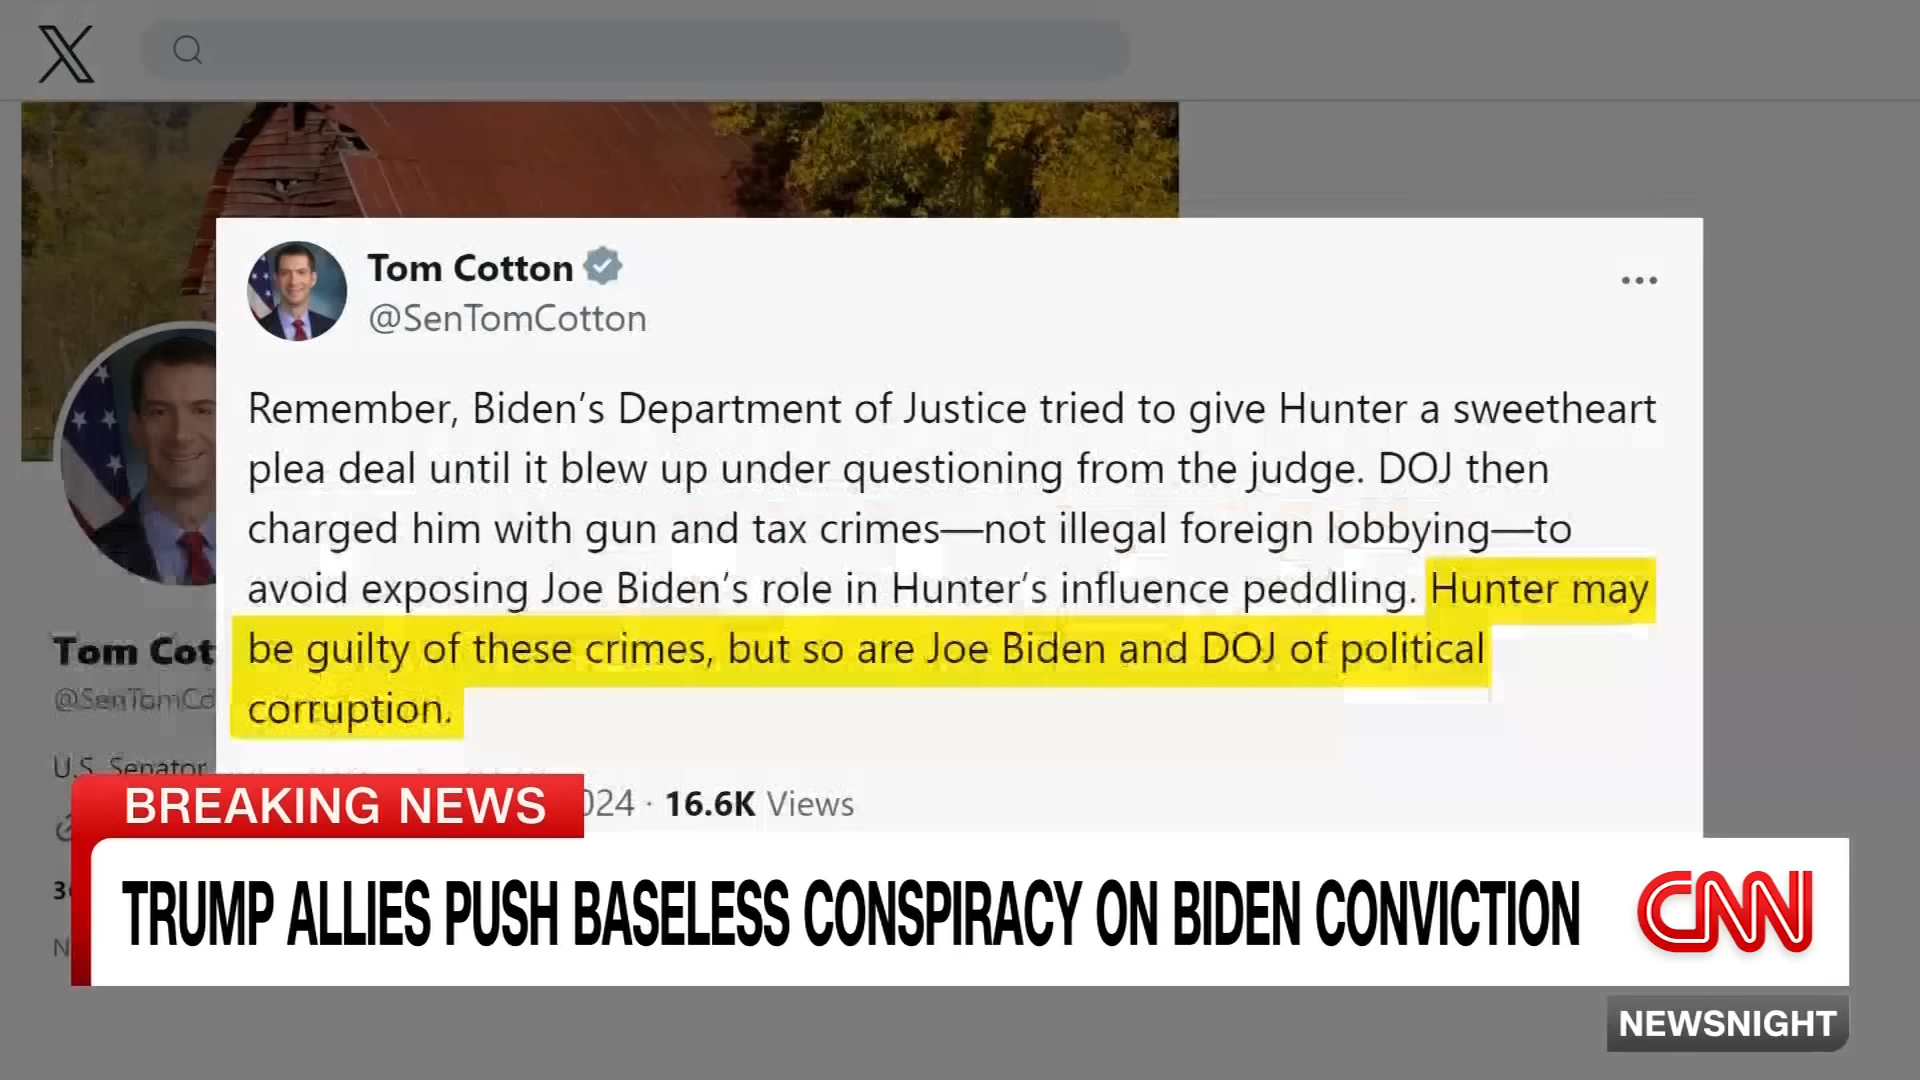 X
Tom Cotton
@SenTomCotton
Remember, Biden's Department of Justice tried to give Hunter a sweetheart
plea deal until it blew up under questioning from the judge. DOJ then
charged him with gun and tax crimes—not illegal foreign lobbying—to
avoid exposing Joe Biden's role in Hunter's influence peddling. Hunter may
be guilty of these crimes, but so are Joe Biden and DOJ of political
corruption.
Tom Cot
@SenTomCo
U.S. Senator
024 · 16.6K Views
BREAKING NEWS
TRUMP ALLIES PUSH BASELESS CONSPIRACY ON BIDEN CONVICTION
CNN
NEWSNIGHT